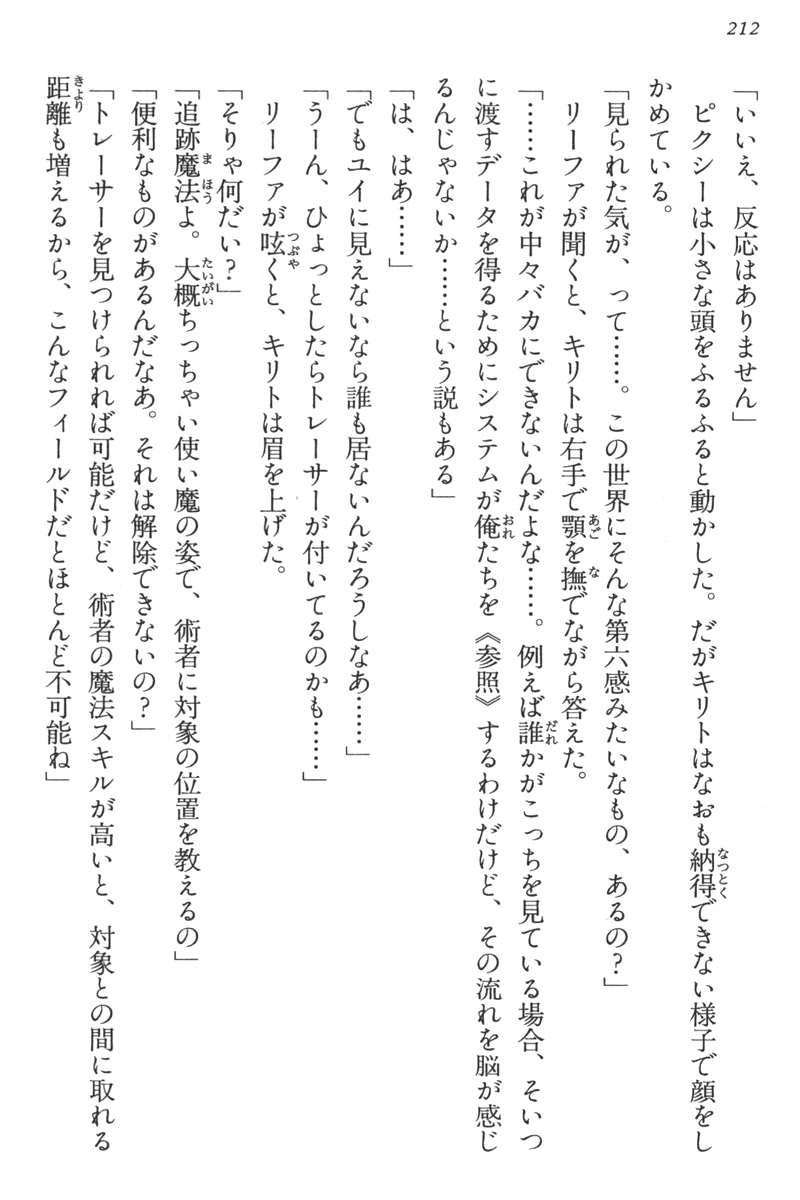 212
「いいえ、反応はありません」
　ピクシーは小さな頭をふるふると動かした。だがキリトはなおも納得できない様子で顔をし
かめている。
「見られた気が、って……。この世界にそんな第六感みたいなもの、あるの？」
　リーファが聞くと、キリトは右手で顎を撫でながら答えた。
「……これが中々バカにできないんだよな……。例えば誰かがこっちを見ている場合、そいつ
に渡すデータを得るためにシステムが俺たちを《参照》するわけだけど、その流れを脳が感じ
るんじゃないか……という説もある」
「は、はあ……」
「でもユイに見えないなら誰も居ないんだろうしなあ……」
「うーん、ひょっとしたらトレーサーが付いてるのかも……」
　リーファが呟くと、キリトは眉を上げた。
「そりゃ何だい？」
「追跡魔法よ。大概ちっちゃい使い魔の姿で、術者に対象の位置を教えるの」
「便利なものがあるんだなあ。それは解除できないの？」
「トレーサーを見つけられれば可能だけど、術者の魔法スキルが高いと、対象との間に取れる
距離も増えるから、こんなフィールドだとほとんど不可能ね」